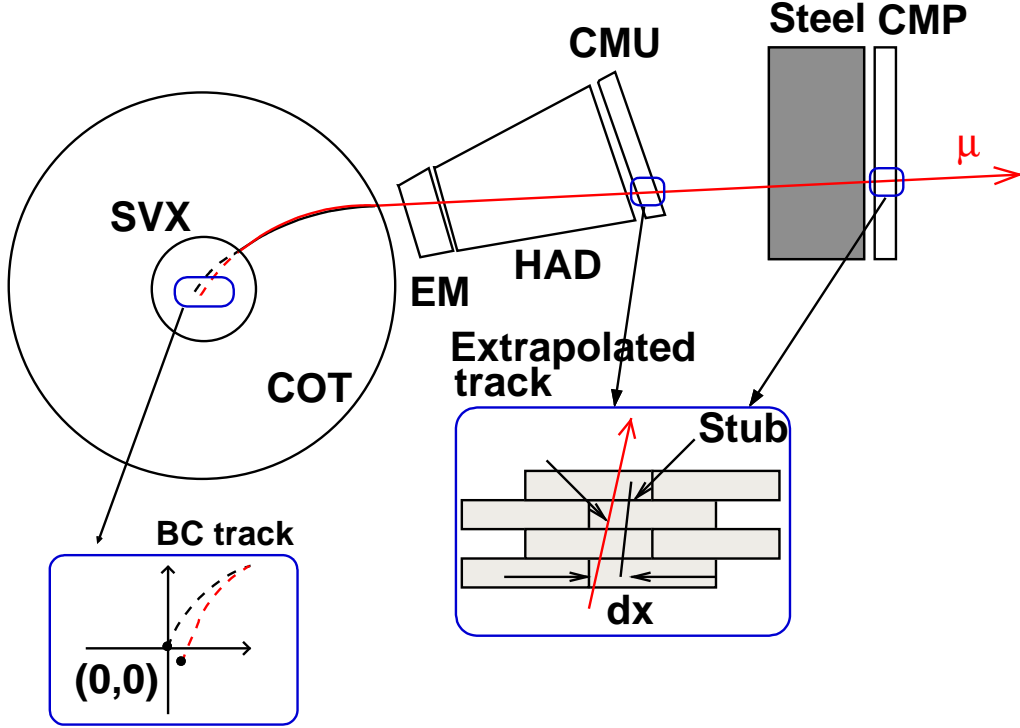 Steel CMP
CMU
μ
SVX
HAD
EM
COT
Extrapolated
track
Stub
dx
BC track
(0,0)